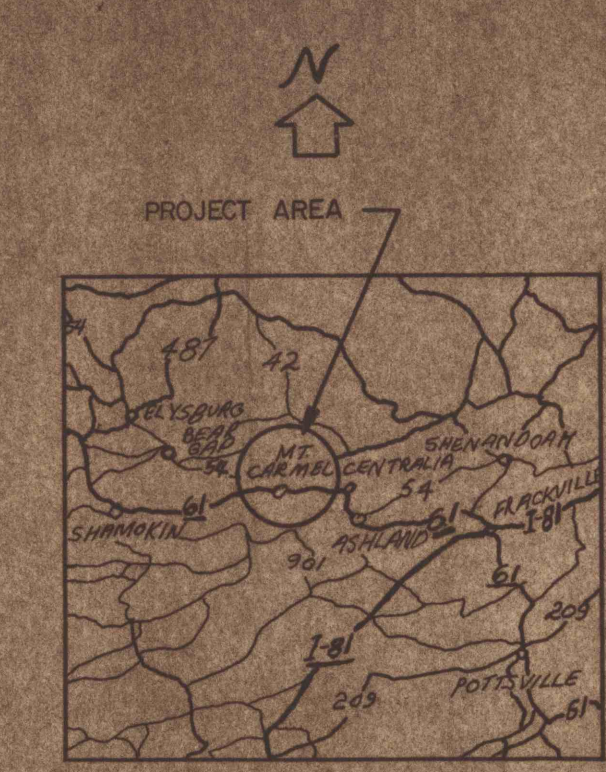 N
PROJECT AREA
487
42
ELYSBURG
BEAR
GAP
54
MT.
CARMEL
CENTRALIA
SHENANDOAH
54
61
SHAMOKIN
ASHLAND
61
FRACKVILLE
I-81
901
61
209
I-81
209
POTTSVILLE
61